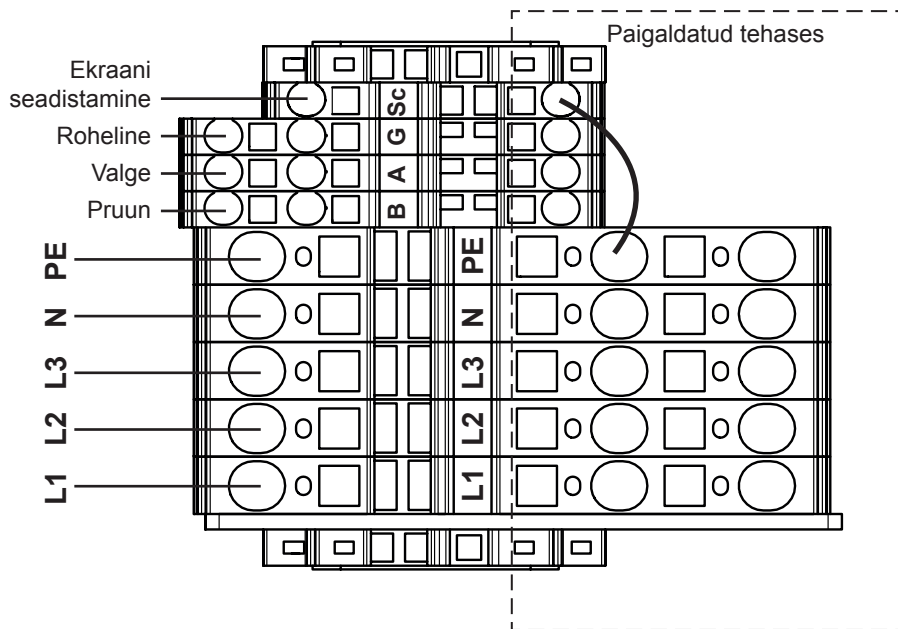 Paigaldatud tehases
Ekraani
seadistamine
Sc
Roheline
G
Valge
A
Pruun
B
PE
PE
N
N
L3
L3
L2
L2
L1
L1